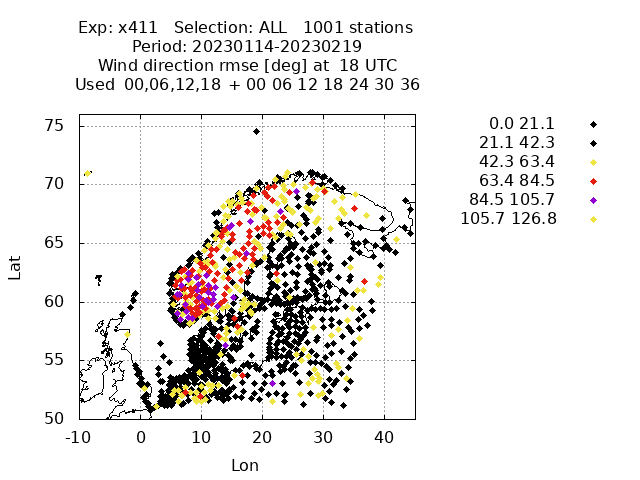 Exp: x411 Selection: ALL 1001 stations
Period: 20230114-20230219
Wind direction rmse [deg] at 18 UTC
Used 00,06,12,18 + 00 06 12 18 24 30 36
0.0 21.1
21.1 42.3
42.3 63.4
63.4 84.5
84.5 105.7
105.7 126.8
75
70
65
60
55
50
Lat
-10 0 10 20 30 40
Lon